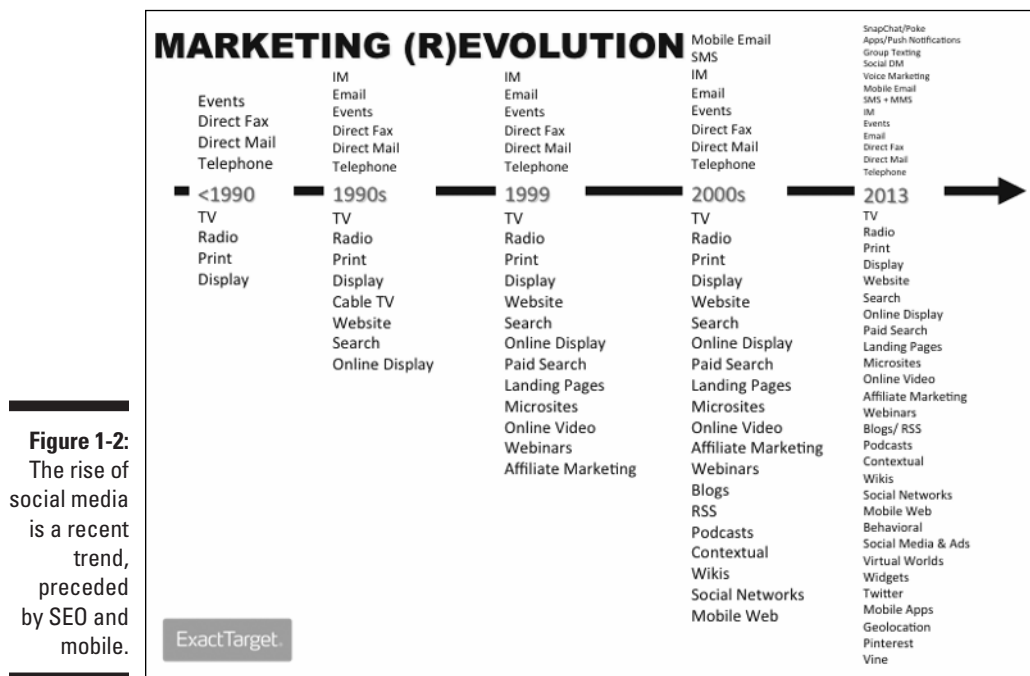 MARKETING (R)EVOLUTION
Events
Direct Fax
Direct Mail
Telephone
<1990
TV
Radio
Print
Display
IM
Email
Events
Direct Fax
Direct Mail
Telephone
1990s
TV
Radio
Print
Display
Cable TV
Website
Search
Online Display
IM
Email
Events
Direct Fax
Direct Mail
Telephone
1999
TV
Radio
Print
Display
Website
Search
Online Display
Paid Search
Landing Pages
Microsites
Online Video
Webinars
Affiliate Marketing
Mobile Email
SMS
IM
Email
Events
Direct Fax
Direct Mail
Telephone
2000s
TV
Radio
Print
Display
Website
Search
Online Display
Paid Search
Landing Pages
Microsites
Online Video
Affiliate Marketing
Webinars
Blogs
RSS
Podcasts
Contextual
Wikis
Social Networks
Mobile Web
SnapChat/Poke
Apps/Push Notifications
Group Texting
Social DM
Voice Marketing
Mobile Email
SMS + MMS
IM
Events
Email
Direct Fax
Direct Mail
Telephone
2013
TV
Radio
Print
Display
Website
Search
Online Display
Paid Search
Landing Pages
Microsites
Online Video
Affiliate Marketing
Webinars
Blogs/ RSS
Podcasts
Contextual
Wikis
Social Networks
Mobile Web
Behavioral
Social Media & Ads
Virtual Worlds
Widgets
Twitter
Mobile Apps
Geolocation
Pinterest
Vine
ExactTarget.
Figure 1-2:
The rise of
social media
is a recent
trend,
preceded
by SEO and
mobile.